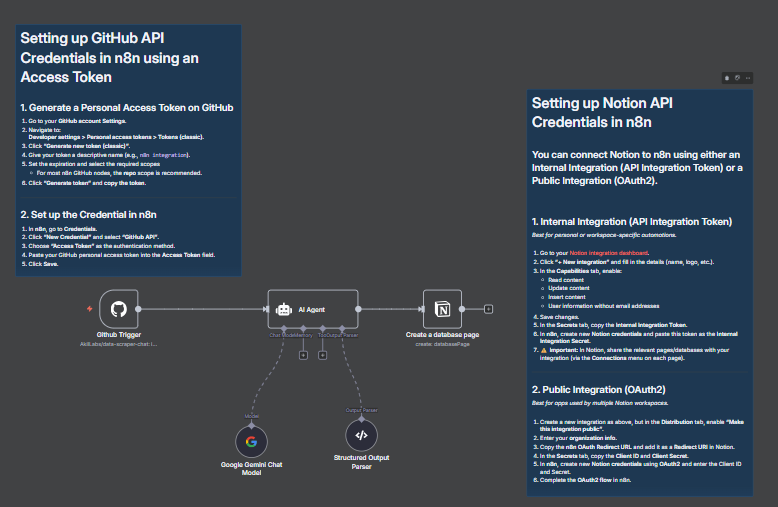 Setting up GitHub API
Credentials in n8n using an
Access Token
1. Generate a Personal Access Token on GitHub
1. Go to your GitHub account Settings.
2. Navigate to:
Developer settings > Personal access tokens > Tokens (classic).
3. Click "Generate new token (classic)".
4. Give your token a descriptive name (e.g., n8n integration).
5. Set the expiration and select the required scopes
For most n8n GitHub nodes, the repo scope is recommended.
6. Click "Generate token" and copy the token.
2. Set up the Credential in n8n
1. In n8n, go to Credentials.
2. Click "New Credential" and select "GitHub API".
3. Choose "Access Token" as the authentication method.
4. Paste your GitHub personal access token into the Access Token field.
5. Click Save.
Setting up Notion API
Credentials in n8n
You can connect Notion to n8n using either an
Internal Integration (API Integration Token) or a
Public Integration (OAuth2).
1. Internal Integration (API Integration Token)
Best for personal or workspace-specific automations.
1. Go to your Notion integration dashboard.
2. Click "+ New integration" and fill in the details (name, logo, etc.).
3. In the Capabilities tab, enable:
Read content
Update content
Insert content
User information without email addresses
4. Save changes.
5. In the Secrets tab, copy the Internal Integration Token.
6. In n8n, create new Notion credentials and paste this token as the Internal
Integration Secret.
7. ⚠️ Important: In Notion, share the relevant pages/databases with your
integration (via the Connections menu on each page).
2. Public Integration (OAuth2)
Best for apps used by multiple Notion workspaces.
1. Create a new integration as above, but in the Distribution tab, enable "Make
this integration public".
2. Enter your organization info.
3. Copy the n8n OAuth Redirect URL and add it as a Redirect URI in Notion.
4. In the Secrets tab, copy the Client ID and Client Secret.
5. In n8n, create new Notion credentials using OAuth2 and enter the Client ID
and Secret.
6. Complete the OAuth2 flow in n8n.
Github Trigger
AI Agent
Chat Model
Memory
Output Parser
Create a database page
create: databasePage
Model
Google Gemini Chat
Model
Output Parser
Structured Output
Parser